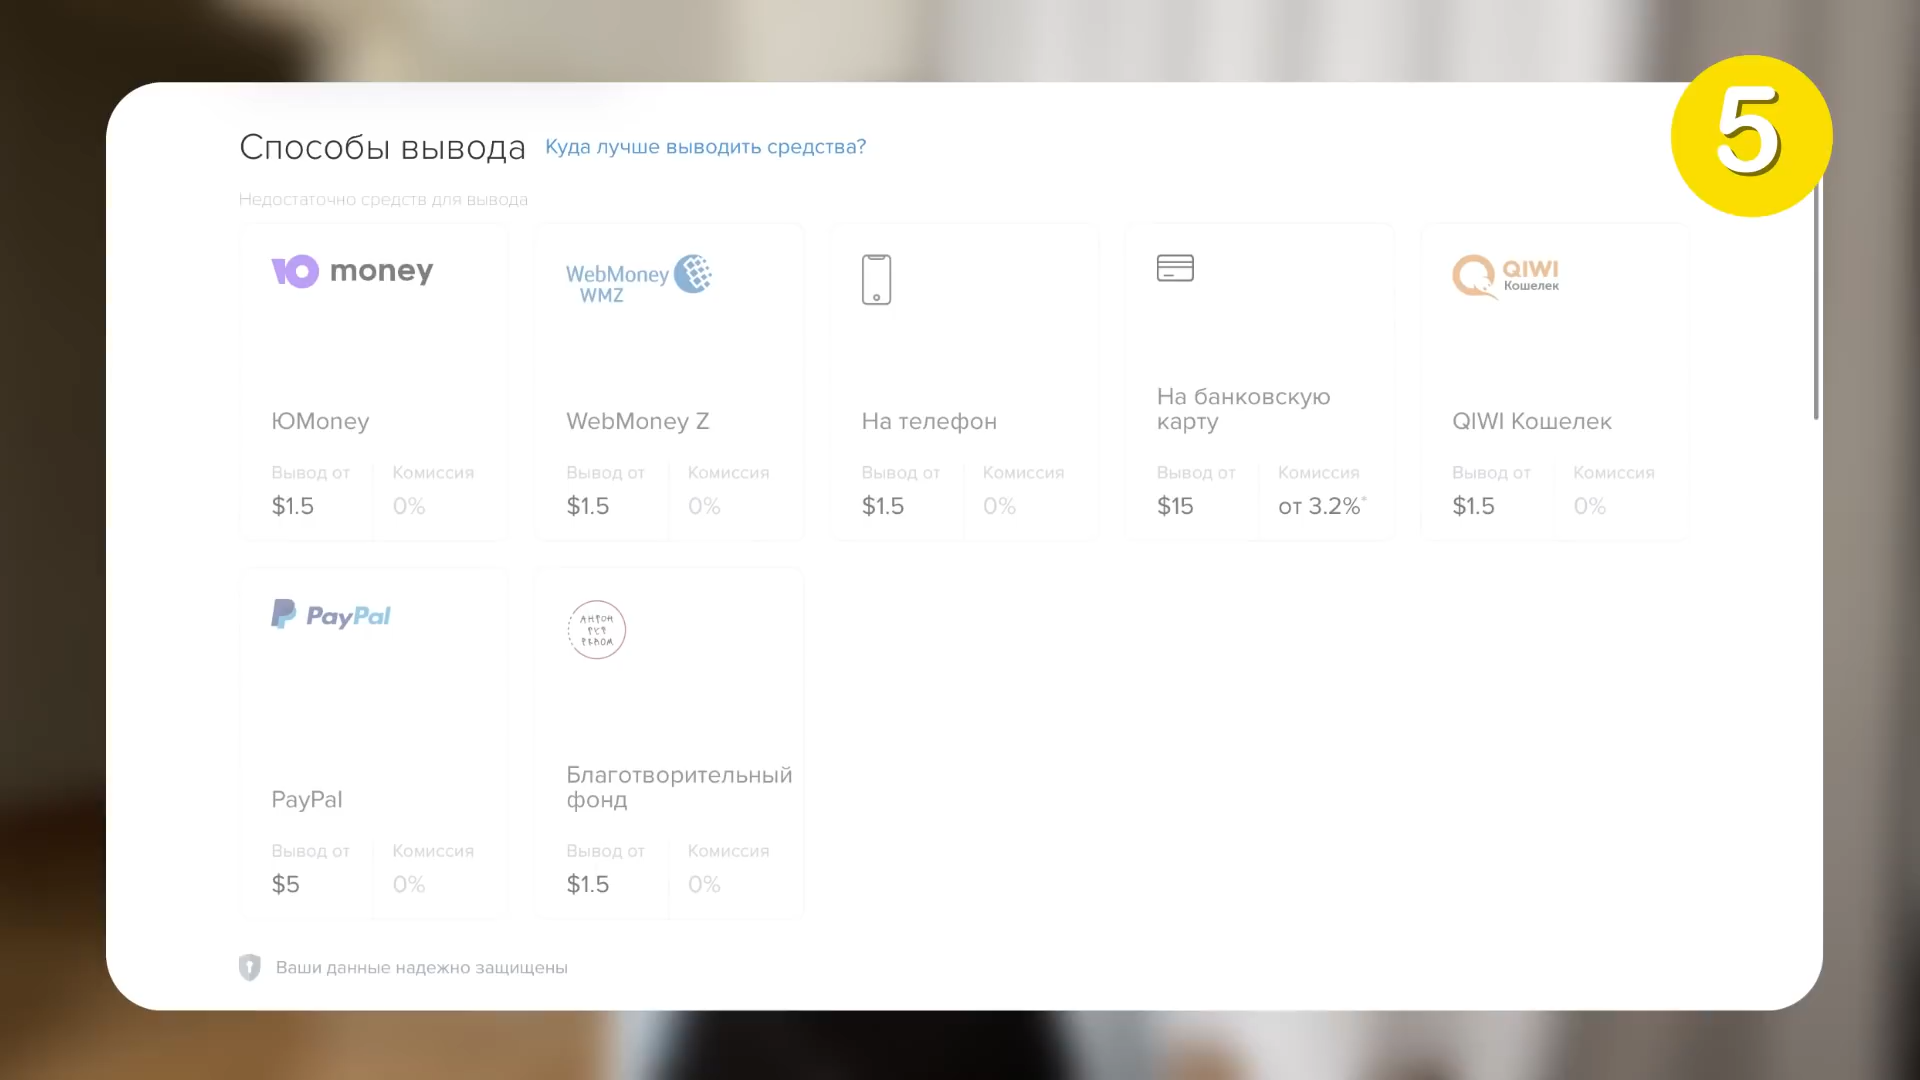 5
Способы вывода Куда лучше выводить средства?
Недостаточно средств для вывода
Ю money
WebMoney
WMZ
QIWI
Кошелек
ЮMoney
WebMoney Z
На телефон
На банковскую
карту
QIWI Кошелек
Вывод от Комиссия Вывод от Комиссия Вывод от Комиссия Вывод от Комиссия Вывод от Комиссия
$1.5 0% $1.5 0% $1.5 0% $15 от 3.2%* $1.5 0%
PayPal
PayPal
Благотворительный
фонд
Вывод от Комиссия Вывод от Комиссия
$5 0% $1.5 0%
Ваши данные надежно защищены